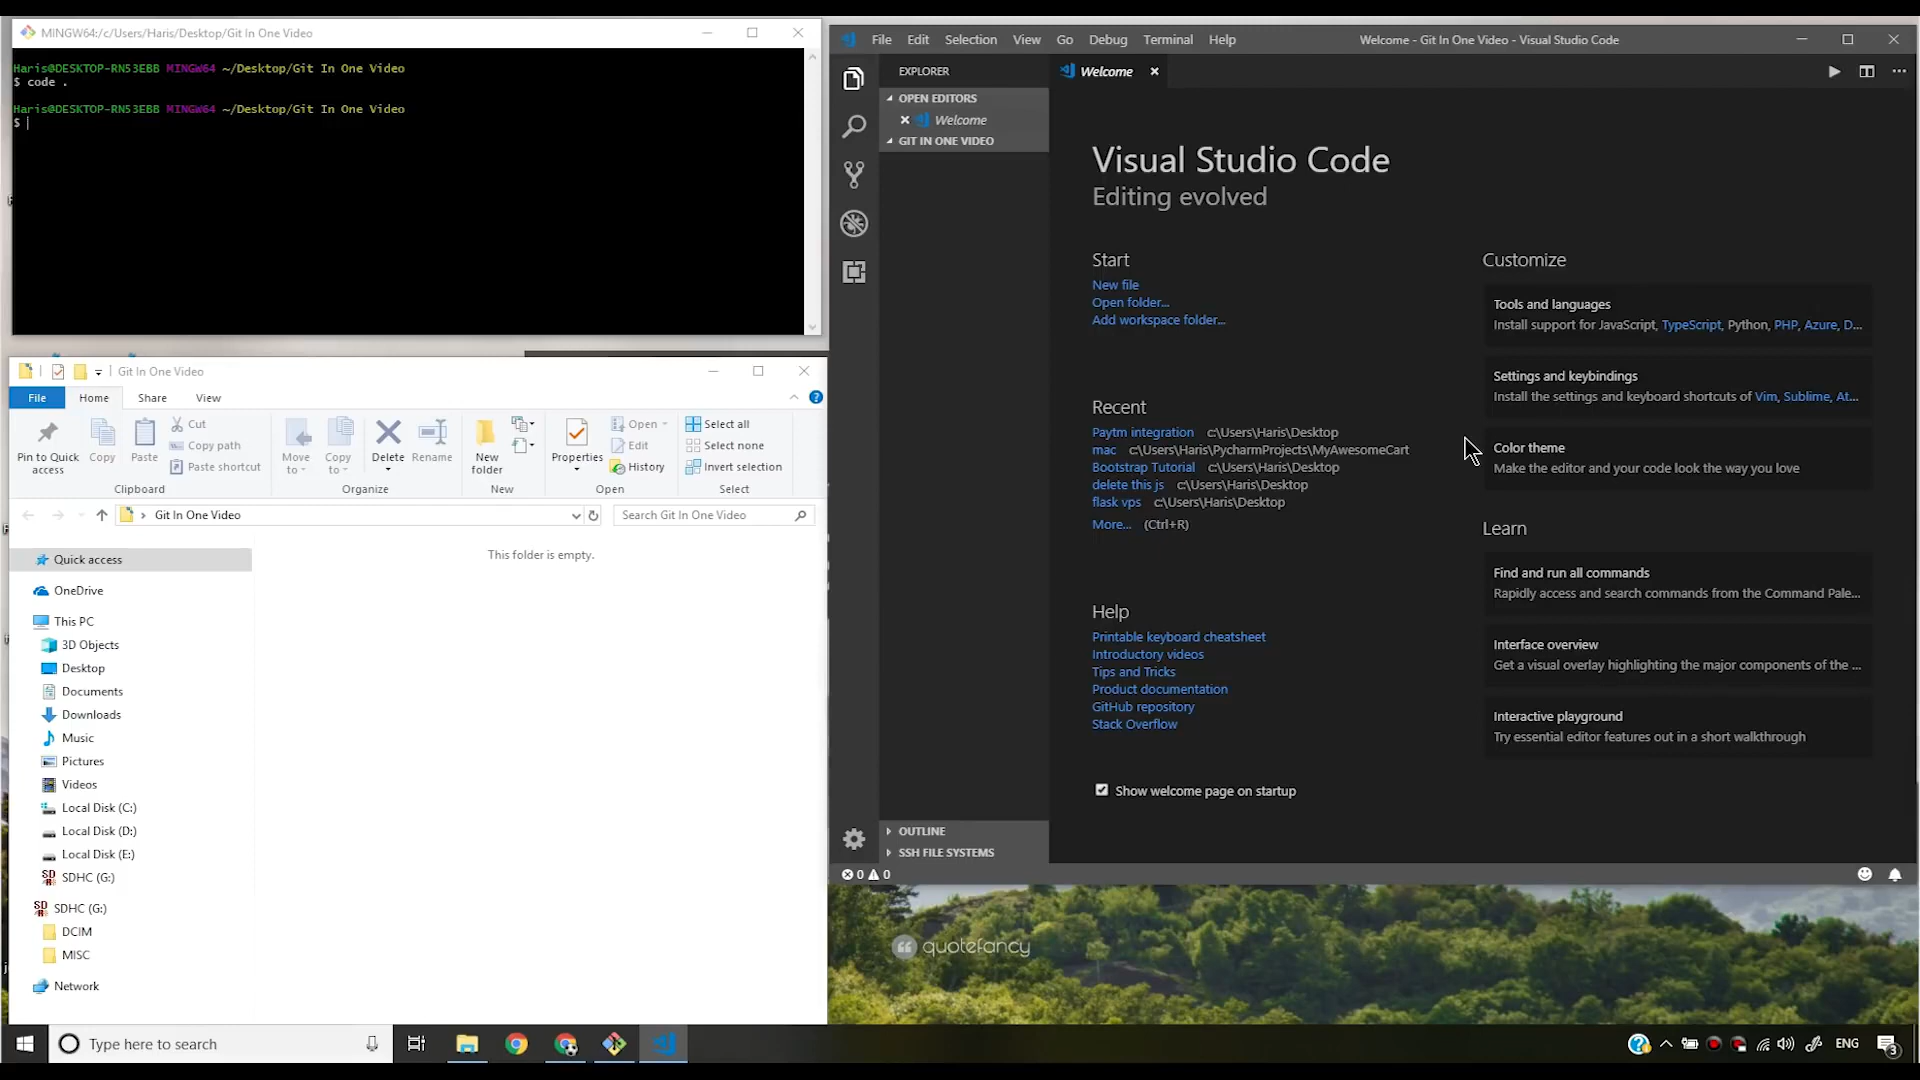 MINGW64:/c/Users/Haris/Desktop/Git In One Video
Haris@DESKTOP-RN53EBB MINGW64 ~/Desktop/Git In One Video
$ code .
Haris@DESKTOP-RN53EBB MINGW64 ~/Desktop/Git In One Video
$
Git In One Video
File Home Share View
Pin to Quick access
Copy
Paste
Cut
Copy path
Paste shortcut
Clipboard
Move to
Copy to
Delete
Rename
Organize
New folder
New
Properties
Open
Edit
History
Open
Select all
Select none
Invert selection
Select
Git In One Video
Search Git In One Video
This folder is empty.
Quick access
OneDrive
This PC
3D Objects
Desktop
Documents
Downloads
Music
Pictures
Videos
Local Disk (C:)
Local Disk (D:)
Local Disk (E:)
SDHC (G:)
SDHC (G:)
DCIM
MISC
Network
File Edit Selection View Go Debug Terminal Help
Welcome - Git In One Video - Visual Studio Code
EXPLORER
OPEN EDITORS
Welcome
GIT IN ONE VIDEO
OUTLINE
SSH FILE SYSTEMS
Welcome
Visual Studio Code
Editing evolved
Start
New file
Open folder...
Add workspace folder...
Recent
Paytm integration c:\Users\Haris\Desktop
mac c:\Users\Haris\PycharmProjects\MyAwesomeCart
Bootstrap Tutorial c:\Users\Haris\Desktop
delete this js c:\Users\Haris\Desktop
flask vps c:\Users\Haris\Desktop
More... (Ctrl+R)
Help
Printable keyboard cheatsheet
Introductory videos
Tips and Tricks
Product documentation
GitHub repository
Stack Overflow
Show welcome page on startup
Customize
Tools and languages
Install support for JavaScript, TypeScript, Python, PHP, Azure, D...
Settings and keybindings
Install the settings and keyboard shortcuts of Vim, Sublime, At...
Color theme
Make the editor and your code look the way you love
Learn
Find and run all commands
Rapidly access and search commands from the Command Pale...
Interface overview
Get a visual overlay highlighting the major components of the ...
Interactive playground
Try essential editor features out in a short walkthrough
0 0
quotefancy
Type here to search
ENG
3